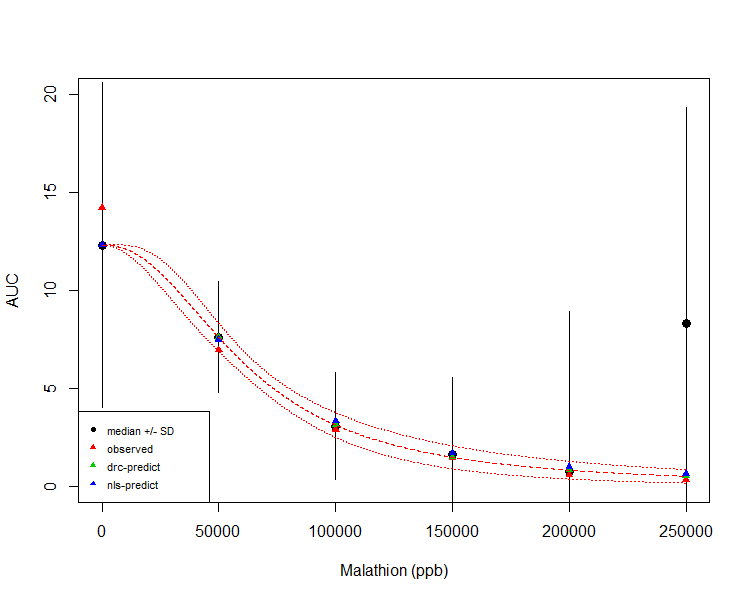 20
15
10
5
0
AUC
median +/- SD
observed
drc-predict
nls-predict
0 50000 100000 150000 200000 250000
Malathion (ppb)